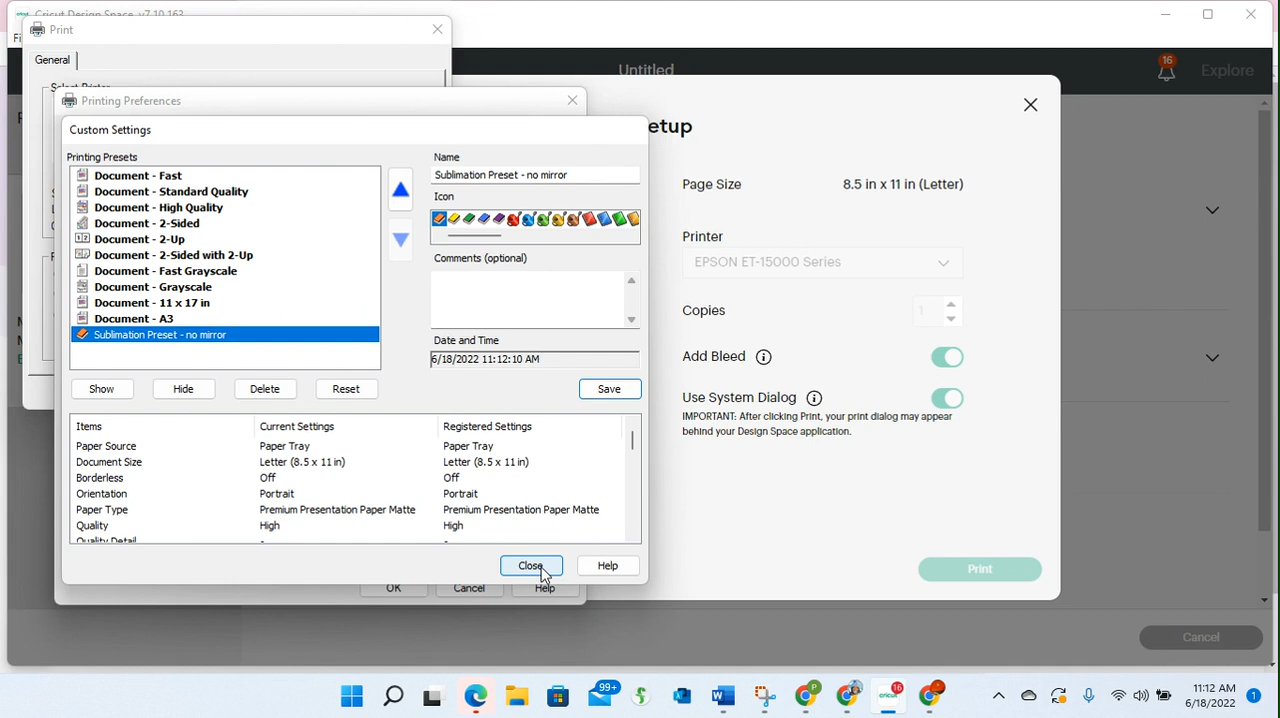 Cricut Design Space v7.10.163
Print
General
Untitled
16
Explore
Printing Preferences
Custom Settings
etup
Printing Presets
Document - Fast
Document - Standard Quality
Document - High Quality
Document - 2-Sided
Document - 2-Up
Document - 2-Sided with 2-Up
Document - Fast Grayscale
Document - Grayscale
Document - 11 x 17 in
Document - A3
Sublimation Preset - no mirror
Name
Sublimation Preset - no mirror
Icon
Comments (optional)
Date and Time
6/18/2022 11:12:10 AM
Show Hide Delete Reset Save
Items Current Settings Registered Settings
Paper Source Paper Tray Paper Tray
Document Size Letter (8.5 x 11 in) Letter (8.5 x 11 in)
Borderless Off Off
Orientation Portrait Portrait
Paper Type Premium Presentation Paper Matte Premium Presentation Paper Matte
Quality High High
Quality Detail - -
Close Help
OK Cancel Help
Page Size 8.5 in x 11 in (Letter)
Printer
EPSON ET-15000 Series
Copies 1
Add Bleed
Use System Dialog
IMPORTANT: After clicking Print, your print dialog may appear
behind your Design Space application.
Print
Cancel
99+
P
cricut
16
11:12 AM
6/18/2022
1